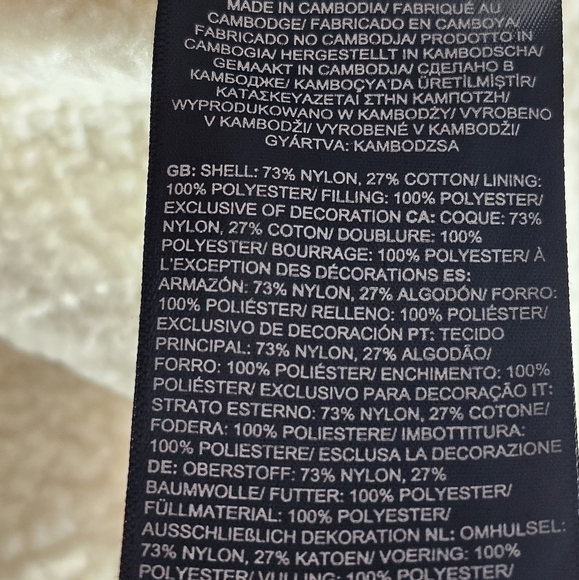 MADE IN CAMBODIA/ FABRIQUÉ AU
CAMBODGE/ FABRICADO EN CAMBOYA/
FABRICADO NO CAMBODJA/ PRODOTTO IN
CAMBOGIA/ HERGESTELLT IN KAMBODSCHA/
GEMAAKT IN CAMBODJA/ СДЕЛАНО В
КАМБОДЖЕ/ KAMBOÇYA'DA ÜRETİLMİŞTİR/
ΚΑΤΑΣΚΕΥΑΖΕΤΑΙ ΣΤΗΝ ΚΑΜΠΟΤΖΗ/
WYPRODUKOWANO W KAMBODŻY/ VYROBENO
V KAMBODŽI/ VYROBENÉ V KAMBODŽI/
GYÁRTVA: KAMBODZSA
GB: SHELL: 73% NYLON, 27% COTTON/ LINING:
100% POLYESTER/ FILLING: 100% POLYESTER/
EXCLUSIVE OF DECORATION CA: COQUE: 73%
NYLON, 27% COTON/ DOUBLURE: 100%
POLYESTER/ BOURRAGE: 100% POLYESTER/ À
L'EXCEPTION DES DÉCORATIONS ES:
ARMAZÓN: 73% NYLON, 27% ALGODÓN/ FORRO:
100% POLIÉSTER/ RELLENO: 100% POLIÉSTER/
EXCLUSIVO DE DECORACIÓN PT: TECIDO
PRINCIPAL: 73% NYLON, 27% ALGODÃO/
FORRO: 100% POLIÉSTER/ ENCHIMENTO: 100%
POLIÉSTER/ EXCLUSIVO PARA DECORAÇÃO IT:
STRATO ESTERNO: 73% NYLON, 27% COTONE/
FODERA: 100% POLIESTERE/ IMBOTTITURA:
100% POLIESTERE/ ESCLUSA LA DECORAZIONE
DE: OBERSTOFF: 73% NYLON, 27%
BAUMWOLLE/ FUTTER: 100% POLYESTER/
FÜLLMATERIAL: 100% POLYESTER/
AUSSCHLIEßLICH DEKORATION NL: OMHULSEL:
73% NYLON, 27% KATOEN/ VOERING: 100%
POLYESTER/ VULLING: 100% POLYESTER/